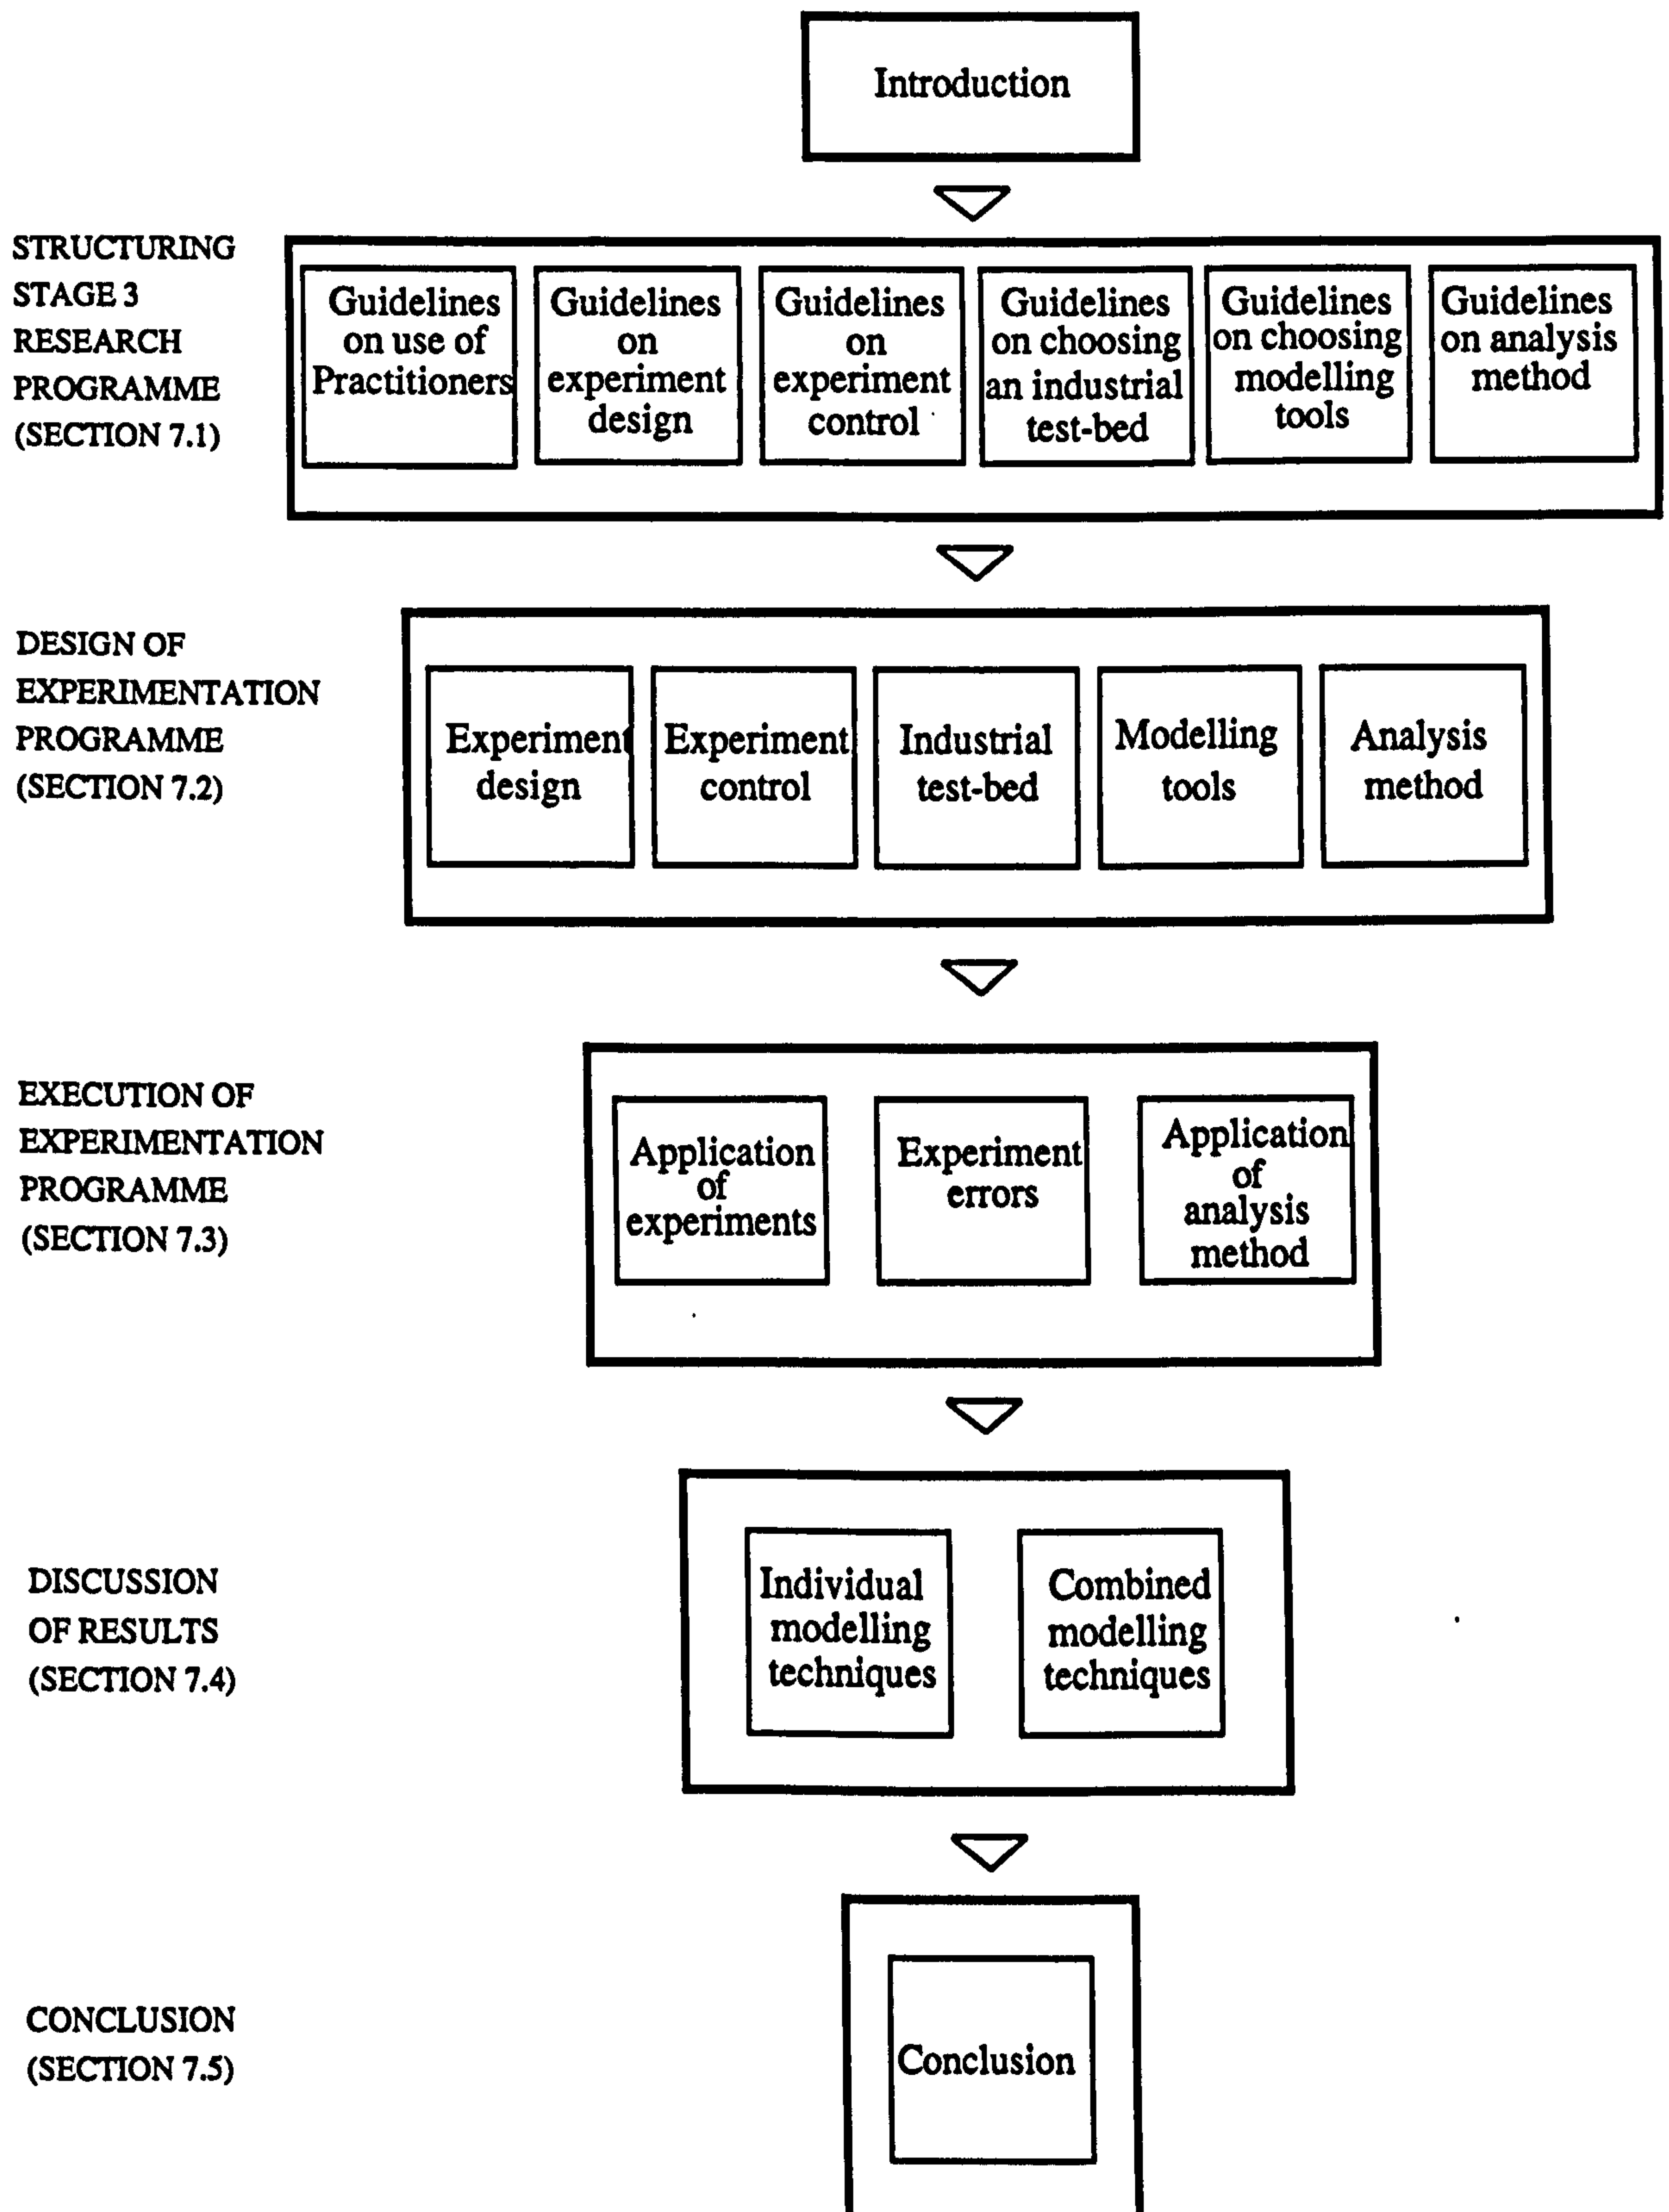 Introduction
STRUCTURING
STAGE 3
RESEARCH
PROGRAMME
(SECTION 7.1)
Guidelines
on use of
Practitioners
Guidelines
on
experiment
design
Guidelines
on
experiment
control
Guidelines
on choosing
an industrial
test-bed
Guidelines
on choosing
modelling
tools
Guidelines
on analysis
method
DESIGN OF
EXPERIMENTATION
PROGRAMME
(SECTION 7.2)
Experiment
design
Experiment
control
Industrial
test-bed
Modelling
tools
Analysis
method
EXECUTION OF
EXPERIMENTATION
PROGRAMME
(SECTION 7.3)
Application
of
experiments
Experiment
errors
Application
of
analysis
method
DISCUSSION
OF RESULTS
(SECTION 7.4)
Individual
modelling
techniques
Combined
modelling
techniques
CONCLUSION
(SECTION 7.5)
Conclusion